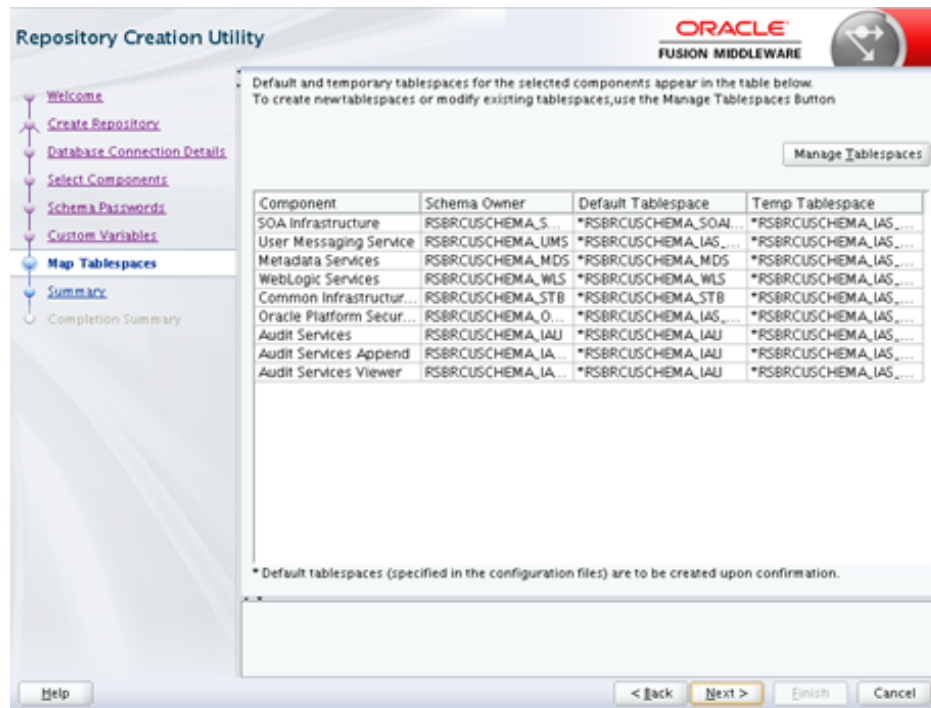 Repository Creation Utility
ORACLE
FUSION MIDDLEWARE
Welcome
Create Repository
Database Connection Details
Select Components
Schema Passwords
Custom Variables
Map Tablespaces
Summary
Completion Summary
Default and temporary tablespaces for the selected components appear in the table below.
To create new tablespaces or modify existing tablespaces,use the Manage Tablespaces Button
Manage Tablespaces
Component Schema Owner Default Tablespace Temp Tablespace
SOA Infrastructure RSBRCUSCHEMA_S... *RSBRCUSCHEMA_SOAI... *RSBRCUSCHEMA_IAS_...
User Messaging Service RSBRCUSCHEMA_UMS *RSBRCUSCHEMA_IAS_... *RSBRCUSCHEMA_IAS_...
Metadata Services RSBRCUSCHEMA_MDS *RSBRCUSCHEMA_MDS *RSBRCUSCHEMA_IAS_...
WebLogic Services RSBRCUSCHEMA_WLS *RSBRCUSCHEMA_WLS *RSBRCUSCHEMA_IAS_...
Common Infrastructur... RSBRCUSCHEMA_STB *RSBRCUSCHEMA_STB *RSBRCUSCHEMA_IAS_...
Oracle Platform Secur... RSBRCUSCHEMA_O... *RSBRCUSCHEMA_IAS_... *RSBRCUSCHEMA_IAS_...
Audit Services RSBRCUSCHEMA_IAU *RSBRCUSCHEMA_IAU *RSBRCUSCHEMA_IAS_...
Audit Services Append RSBRCUSCHEMA_IA... *RSBRCUSCHEMA_IAU *RSBRCUSCHEMA_IAS_...
Audit Services Viewer RSBRCUSCHEMA_IA... *RSBRCUSCHEMA_IAU *RSBRCUSCHEMA_IAS_...
* Default tablespaces (specified in the configuration files) are to be created upon confirmation.
Help
< Back Next > Finish Cancel